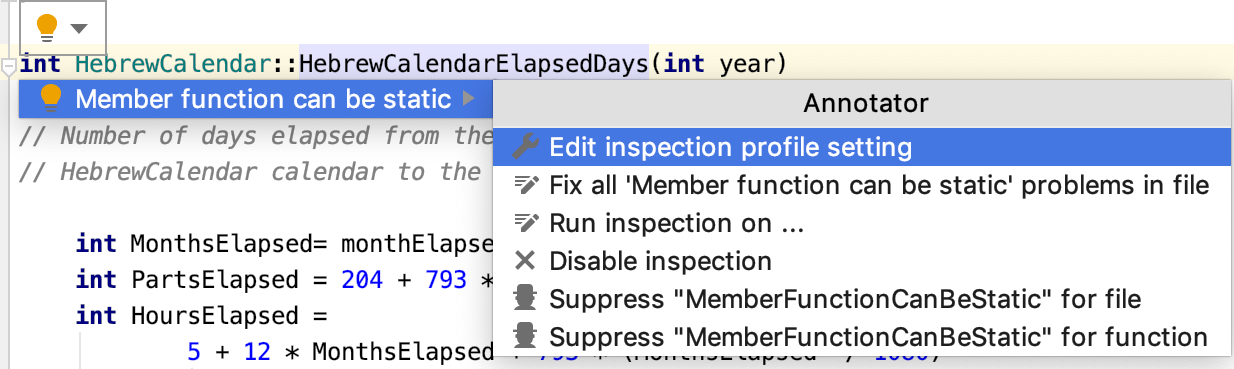 int HebrewCalendar::HebrewCalendarElapsedDays(int year)
Member function can be static
Annotator
// Number of days elapsed from the
Edit inspection profile setting
// HebrewCalendar calendar to the
Fix all 'Member function can be static' problems in file
Run inspection on ...
int MonthsElapsed= monthElapse
Disable inspection
int PartsElapsed = 204 + 793 *
Suppress "MemberFunctionCanBeStatic" for file
int HoursElapsed =
Suppress "MemberFunctionCanBeStatic" for function
5 + 12 * MonthsElapsed